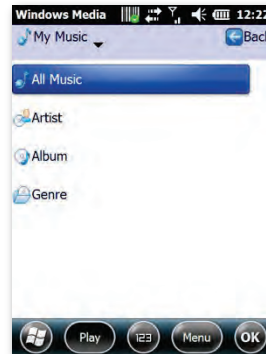 Windows Media 12:22
My Music Back
All Music
Artist
Album
Genre
Play 123 Menu OK